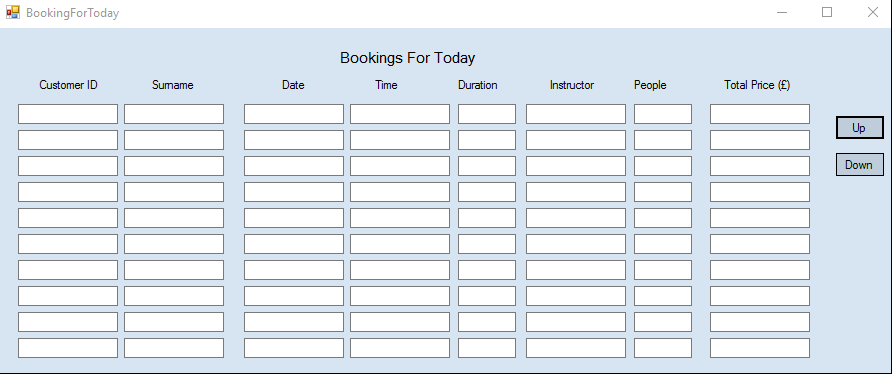 BookingForToday
Bookings For Today
Customer ID Surname Date Time Duration Instructor People Total Price (£)
Up
Down